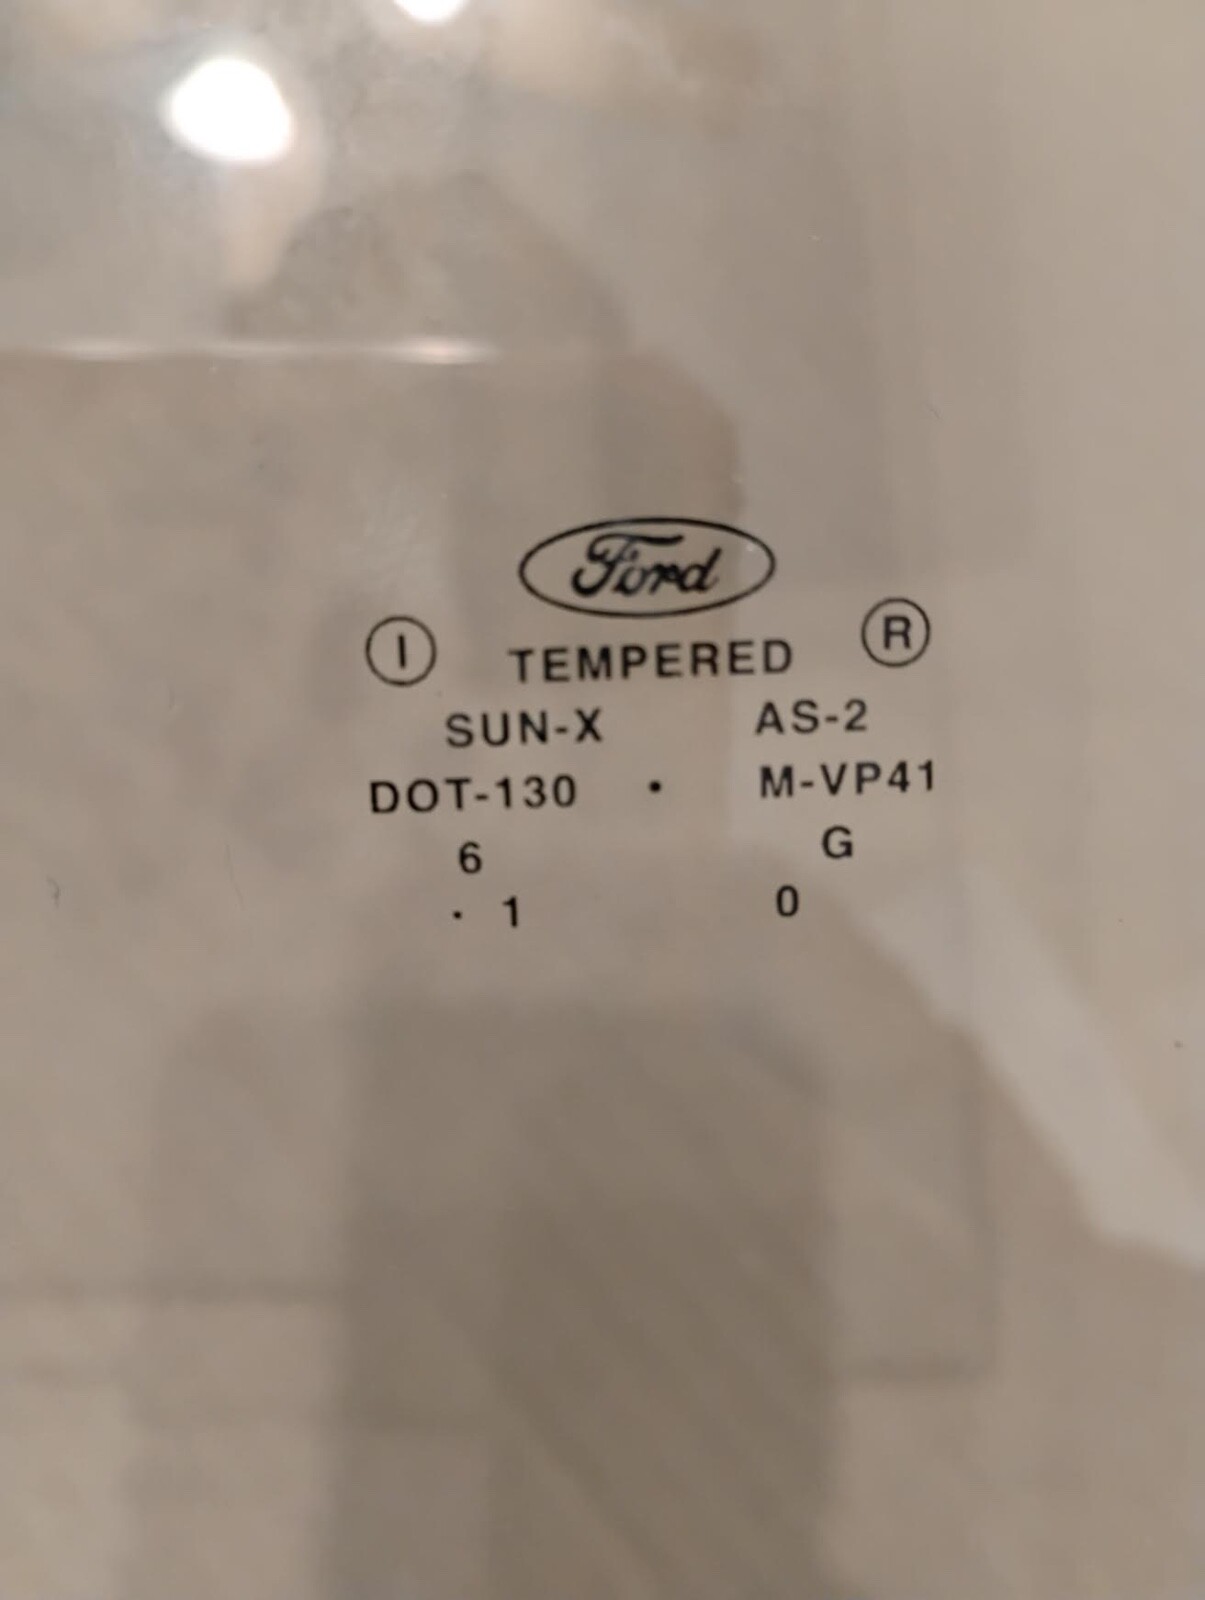 Ford
I TEMPERED R
SUN-X AS-2
DOT-130 · M-VP41
6 G
· 1 0